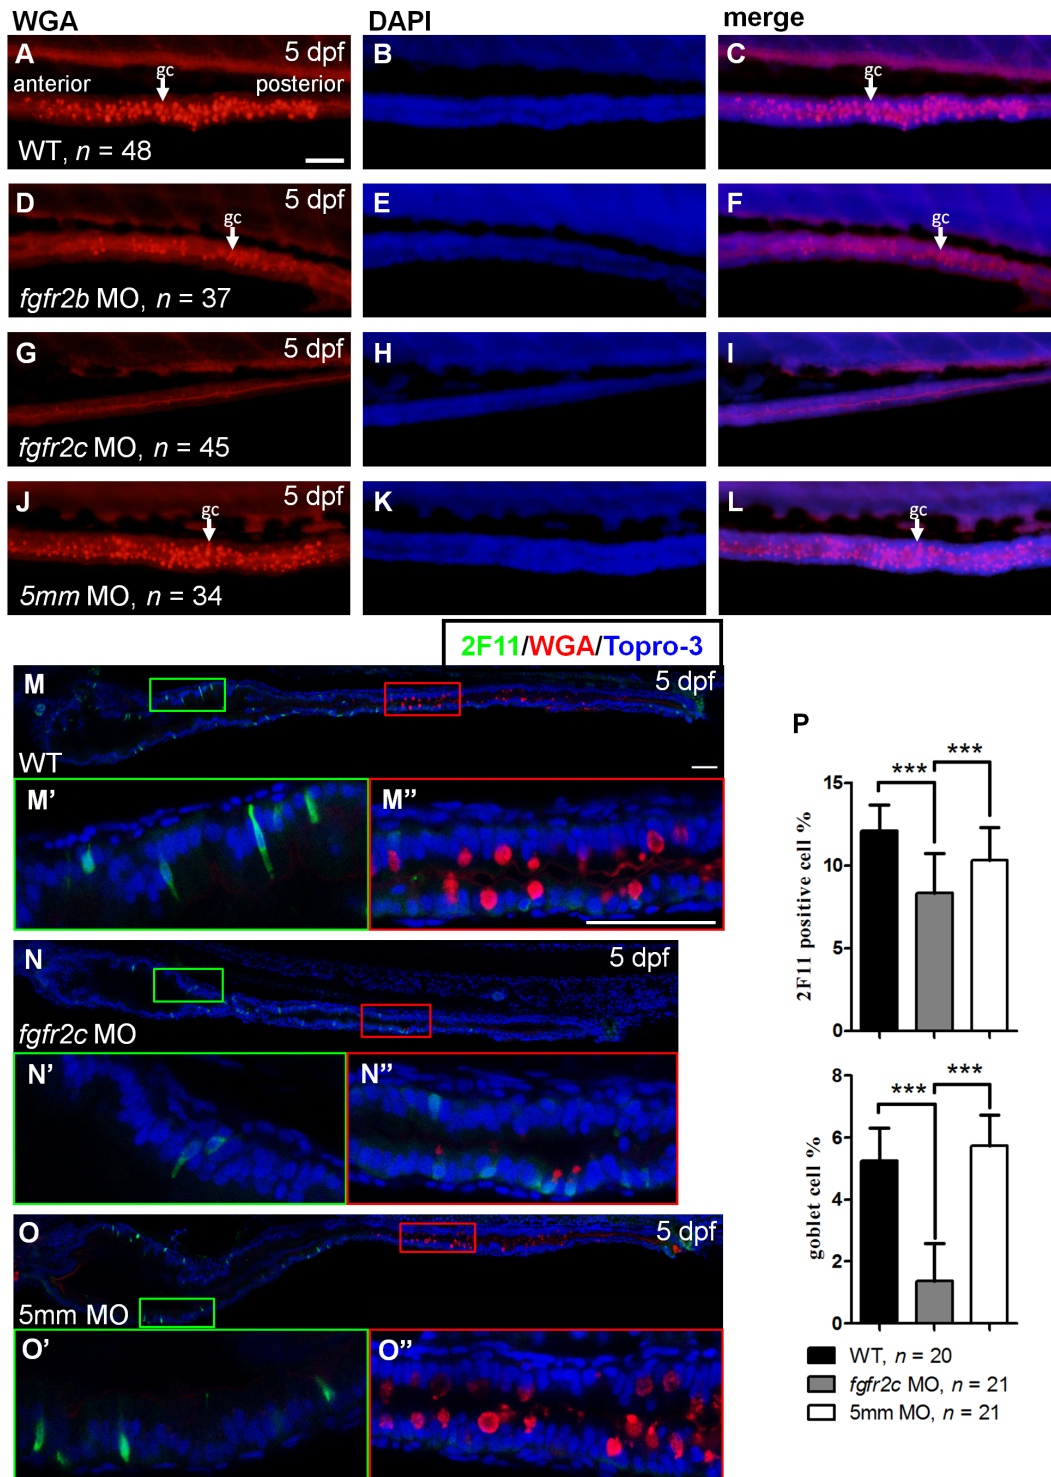 WGA DAPI merge
A 5 dpf B C
anterior gc posterior gc
WT, n = 48
D 5 dpf E F
gc gc
fgfr2b MO, n = 37
G 5 dpf H I
fgfr2c MO, n = 45
J 5 dpf K L
gc gc
5mm MO, n = 34
2F11/WGA/Topro-3
M 5 dpf
WT
M' M''
N 5 dpf
fgfr2c MO
N' N''
O 5 dpf
5mm MO
O' O''
P
*** ***
15
10
5
0
2F11 positive cell %
*** ***
8
6
4
2
0
goblet cell %
WT, n = 20
fgfr2c MO, n = 21
5mm MO, n = 21